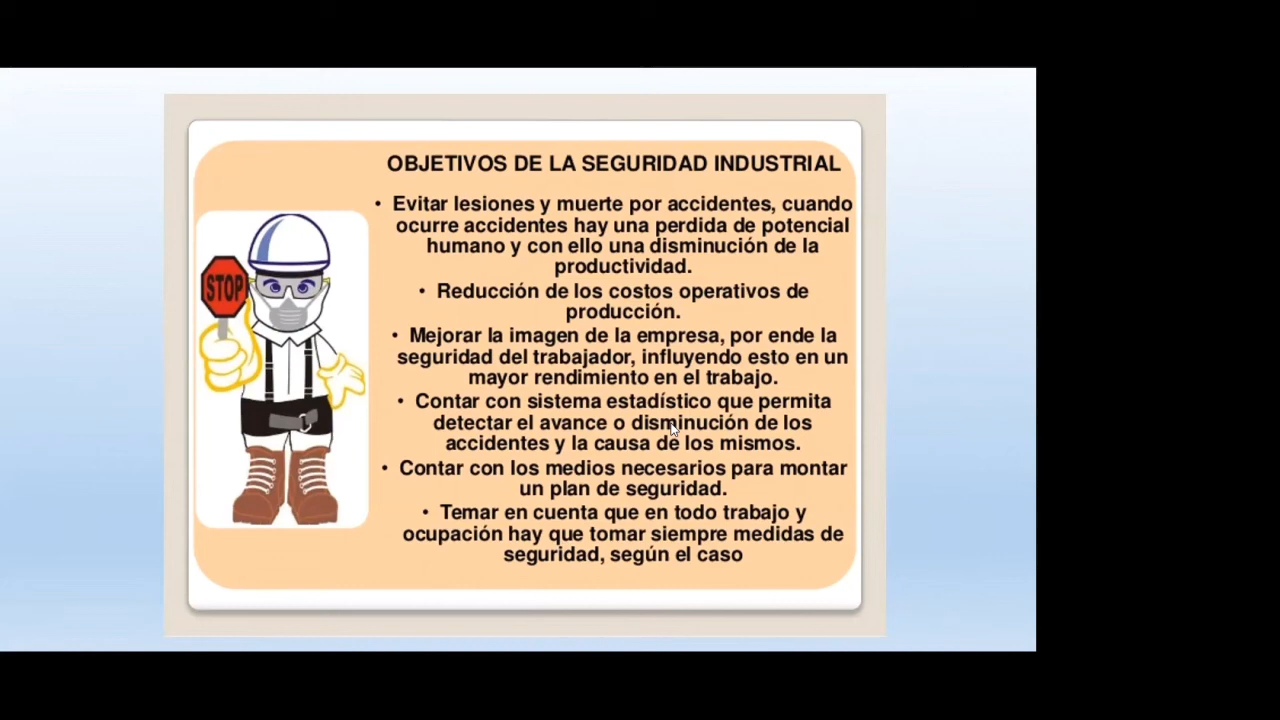 OBJETIVOS DE LA SEGURIDAD INDUSTRIAL
• Evitar lesiones y muerte por accidentes, cuando
ocurre accidentes hay una perdida de potencial
humano y con ello una disminución de la
productividad.
• Reducción de los costos operativos de
producción.
• Mejorar la imagen de la empresa, por ende la
seguridad del trabajador, influyendo esto en un
mayor rendimiento en el trabajo.
• Contar con sistema estadístico que permita
detectar el avance o disminución de los
accidentes y la causa de los mismos.
• Contar con los medios necesarios para montar
un plan de seguridad.
• Temar en cuenta que en todo trabajo y
ocupación hay que tomar siempre medidas de
seguridad, según el caso
STOP